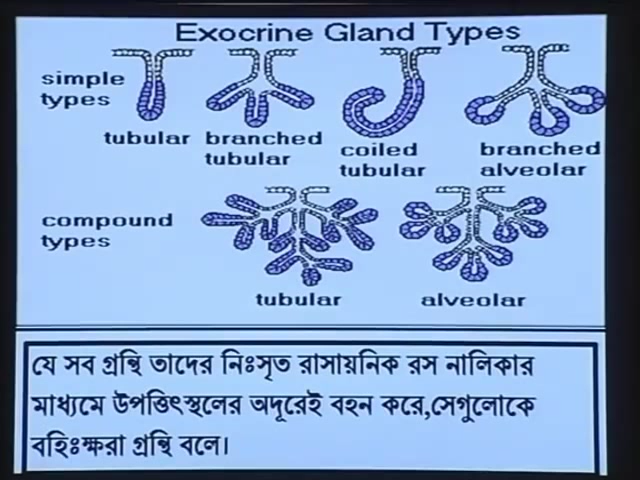 Exocrine Gland Types
simple
types
tubular
branched
tubular
coiled
tubular
branched
alveolar
compound
types
tubular
alveolar
যে সব গ্রন্থি তাদের নিঃসৃত রাসায়নিক রস নালিকার
মাধ্যমে উপত্তিৎস্থলের অদূরেই বহন করে,সেগুলোকে
বহিঃক্ষরা গ্রন্থি বলে।